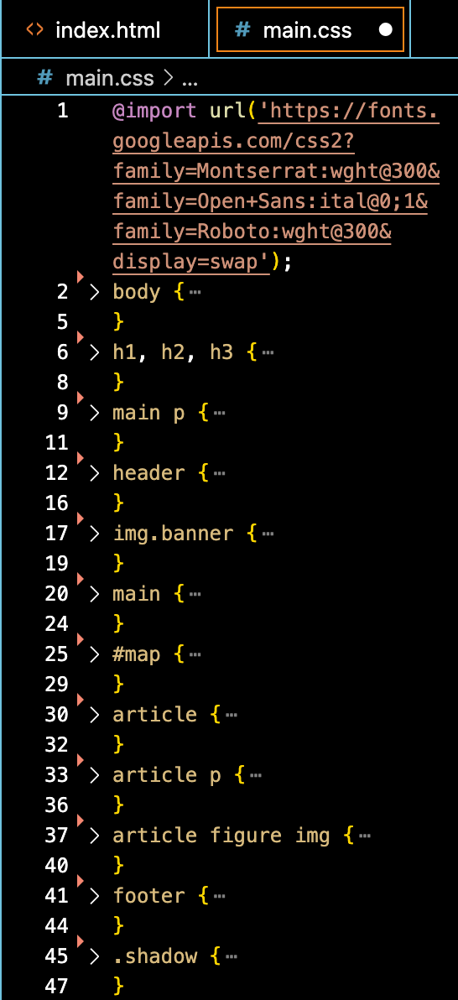 <> index.html # main.css ●
# main.css > ...
1 @import url('https://fonts.
googleapis.com/css2?
family=Montserrat:wght@300&
family=Open+Sans:ital@0;1&
family=Roboto:wght@300&
display=swap');
2 > body {⋯
5 }
6 > h1, h2, h3 {⋯
8 }
9 > main p {⋯
11 }
12 > header {⋯
16 }
17 > img.banner {⋯
19 }
20 > main {⋯
24 }
25 > #map {⋯
29 }
30 > article {⋯
32 }
33 > article p {⋯
36 }
37 > article figure img {⋯
40 }
41 > footer {⋯
44 }
45 > .shadow {⋯
47 }